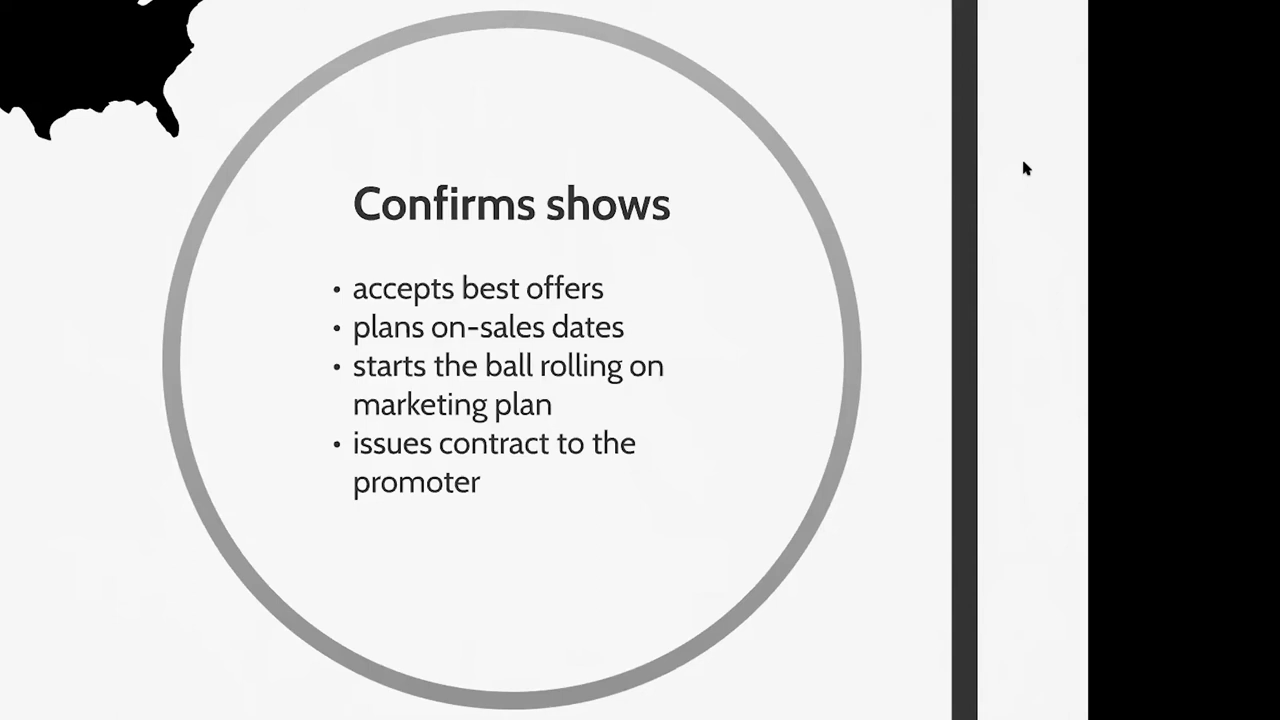 Confirms shows
• accepts best offers
• plans on-sales dates
• starts the ball rolling on
marketing plan
• issues contract to the
promoter